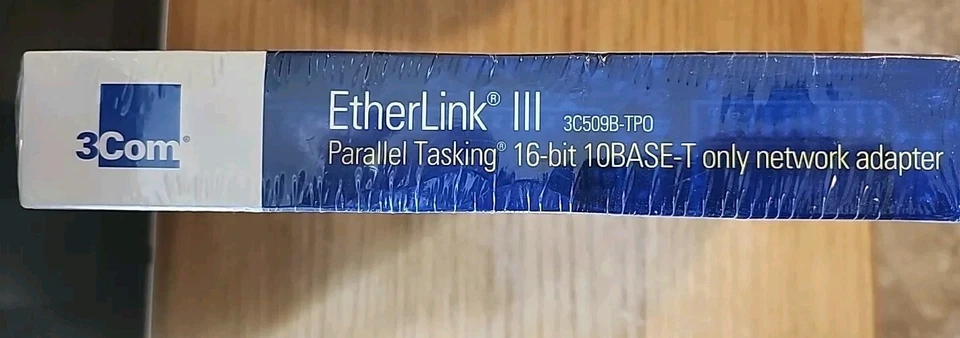 3Com®
EtherLink® III 3C509B-TPO
Parallel Tasking® 16-bit 10BASE-T only network adapter